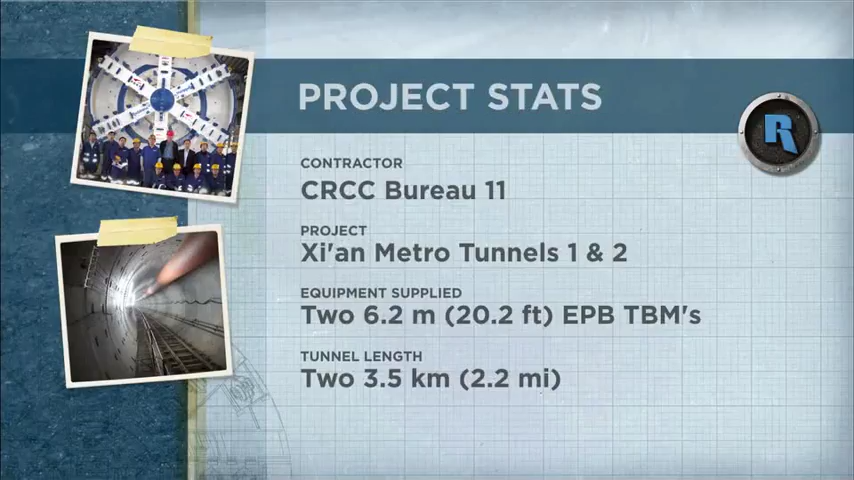 PROJECT STATS
R
CONTRACTOR
CRCC Bureau 11
PROJECT
Xi'an Metro Tunnels 1 & 2
EQUIPMENT SUPPLIED
Two 6.2 m (20.2 ft) EPB TBM's
TUNNEL LENGTH
Two 3.5 km (2.2 mi)